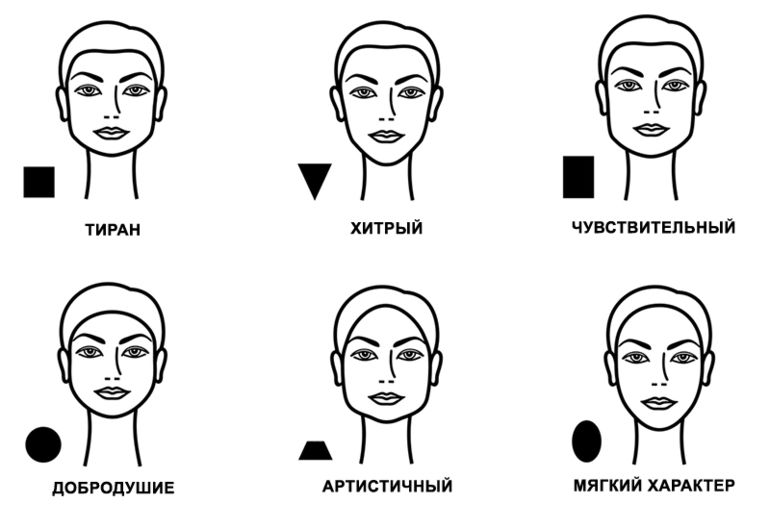 ТИРАН
ХИТРЫЙ
ЧУВСТВИТЕЛЬНЫЙ
ДОБРОДУШИЕ
АРТИСТИЧНЫЙ
МЯГКИЙ ХАРАКТЕР